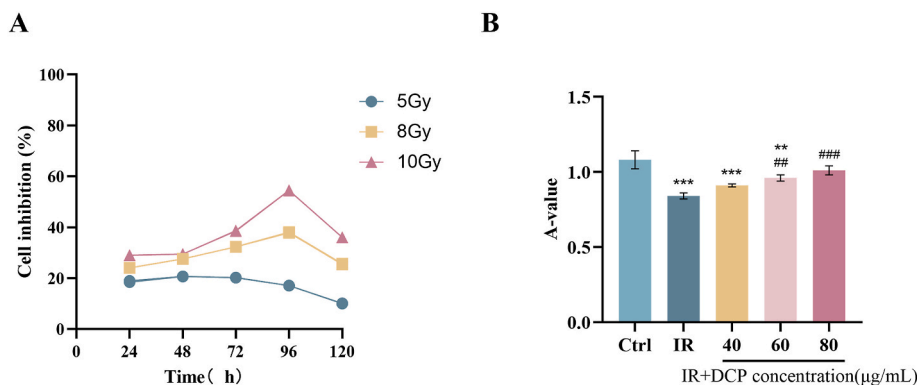 A
100
80
60
40
20
0
Cell inhibition (%)
0 24 48 72 96 120
Time( h)
5Gy
8Gy
10Gy
B
1.5
1.0
0.5
0.0
A-value
***
***
**
##
###
Ctrl IR 40 60 80
IR+DCP concentration(μg/mL)